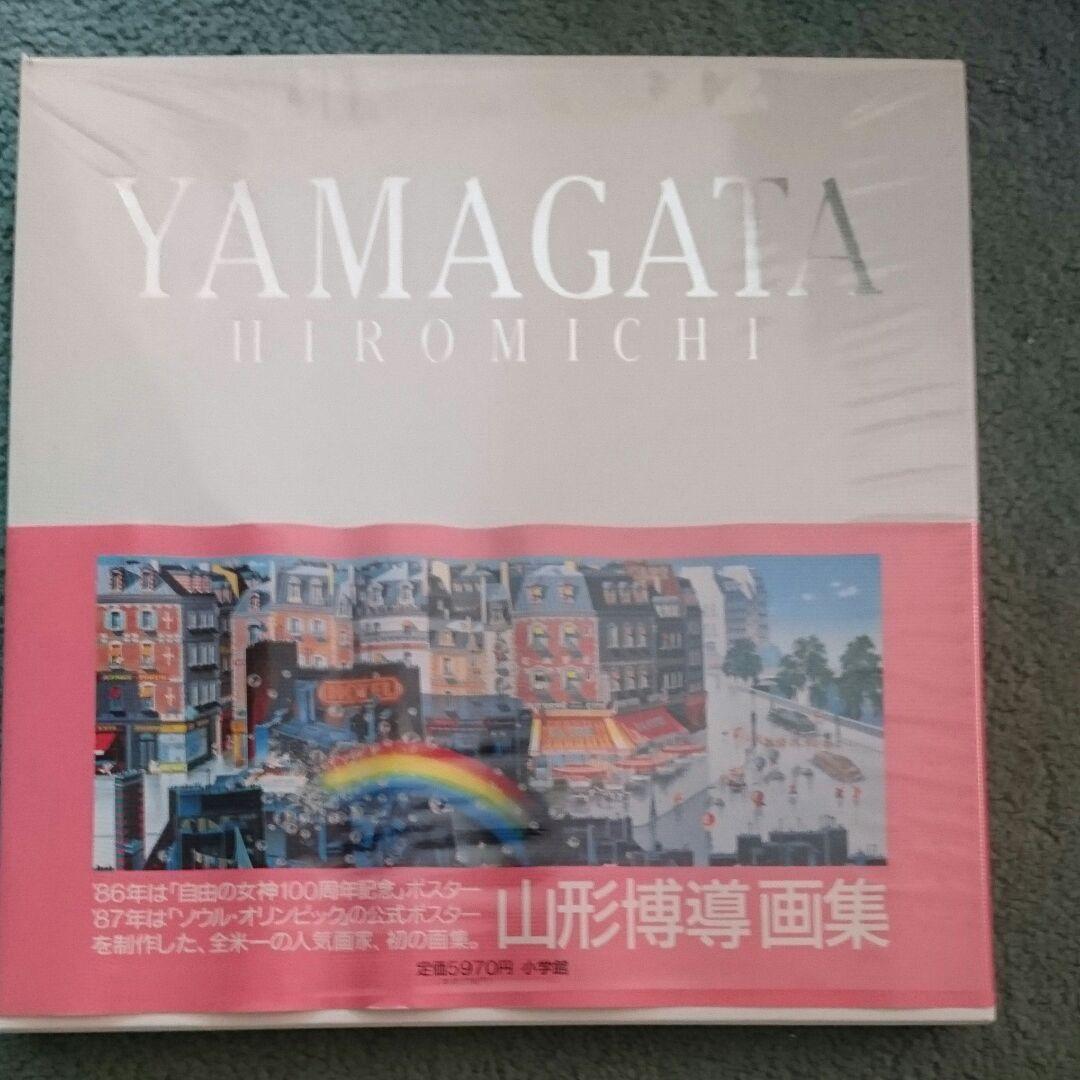 YAMAGATA
HIROMICHI
'86年は「自由の女神100周年記念」ポスター
'87年は「ソウル・オリンピック」の公式ポスター
を制作した、全米一の人気画家、初の画集。
山形博導画集
定価5970円 小学館